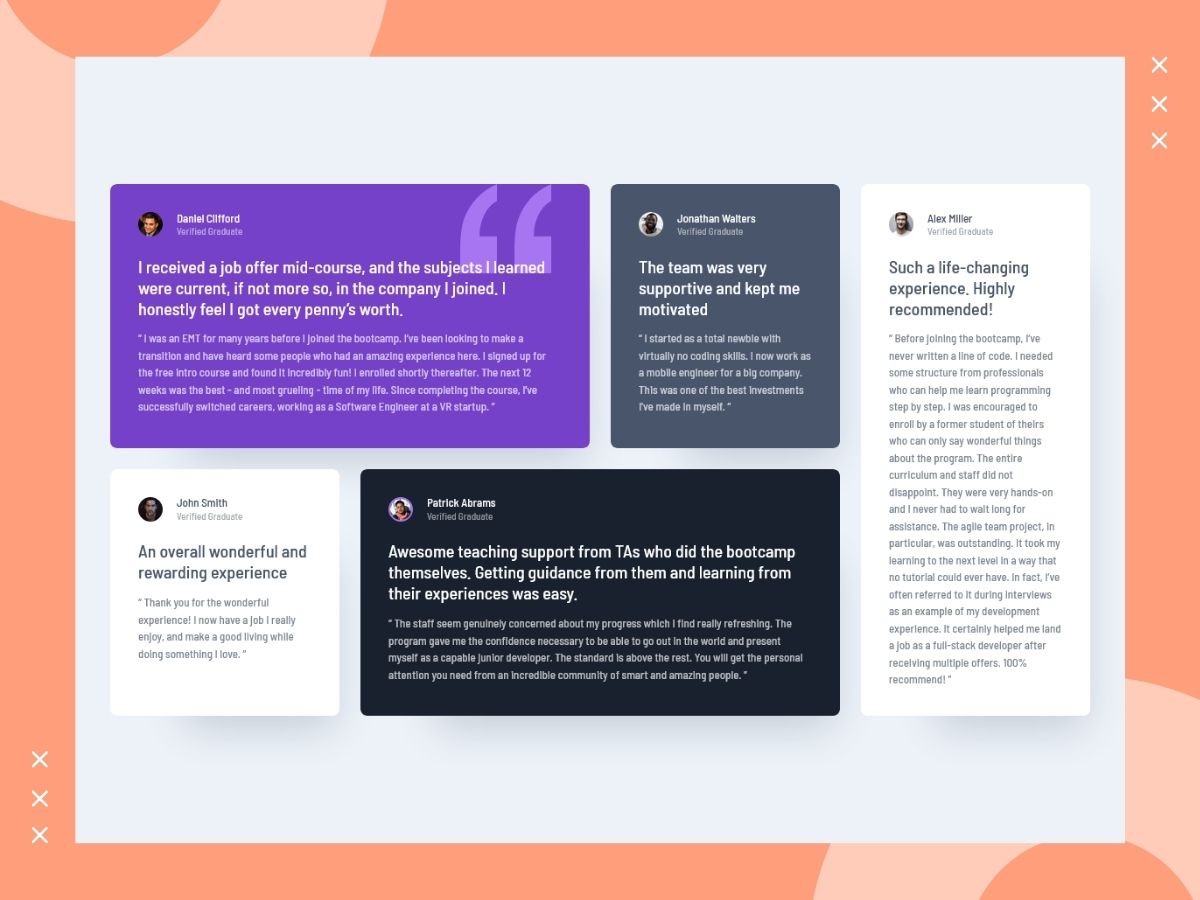 Daniel Clifford
Verified Graduate
I received a job offer mid-course, and the subjects I learned
were current, if not more so, in the company I joined. I
honestly feel I got every penny’s worth.
“ I was an EMT for many years before I joined the bootcamp. I’ve been looking to make a
transition and have heard some people who had an amazing experience here. I signed up for
the free intro course and found it incredibly fun! I enrolled shortly thereafter. The next 12
weeks was the best - and most grueling - time of my life. Since completing the course, I’ve
successfully switched careers, working as a Software Engineer at a VR startup. ”
Jonathan Walters
Verified Graduate
The team was very
supportive and kept me
motivated
“ I started as a total newbie with
virtually no coding skills. I now work as
a mobile engineer for a big company.
This was one of the best investments
I’ve made in myself. ”
Alex Miller
Verified Graduate
Such a life-changing
experience. Highly
recommended!
“ Before joining the bootcamp, I’ve
never written a line of code. I needed
some structure from professionals
who can help me learn programming
step by step. I was encouraged to
enroll by a former student of theirs
who can only say wonderful things
about the program. The entire
curriculum and staff did not
disappoint. They were very hands-on
and I never had to wait long for
assistance. The agile team project, in
particular, was outstanding. It took my
learning to the next level in a way that
no tutorial could ever have. In fact, I’ve
often referred to it during interviews
as an example of my development
experience. It certainly helped me land
a job as a full-stack developer after
receiving multiple offers. 100%
recommend! ”
John Smith
Verified Graduate
An overall wonderful and
rewarding experience
“ Thank you for the wonderful
experience! I now have a job I really
enjoy, and make a good living while
doing something I love. ”
Patrick Abrams
Verified Graduate
Awesome teaching support from TAs who did the bootcamp
themselves. Getting guidance from them and learning from
their experiences was easy.
“ The staff seem genuinely concerned about my progress which I find really refreshing. The
program gave me the confidence necessary to be able to go out in the world and present
myself as a capable junior developer. The standard is above the rest. You will get the personal
attention you need from an incredible community of smart and amazing people. ”